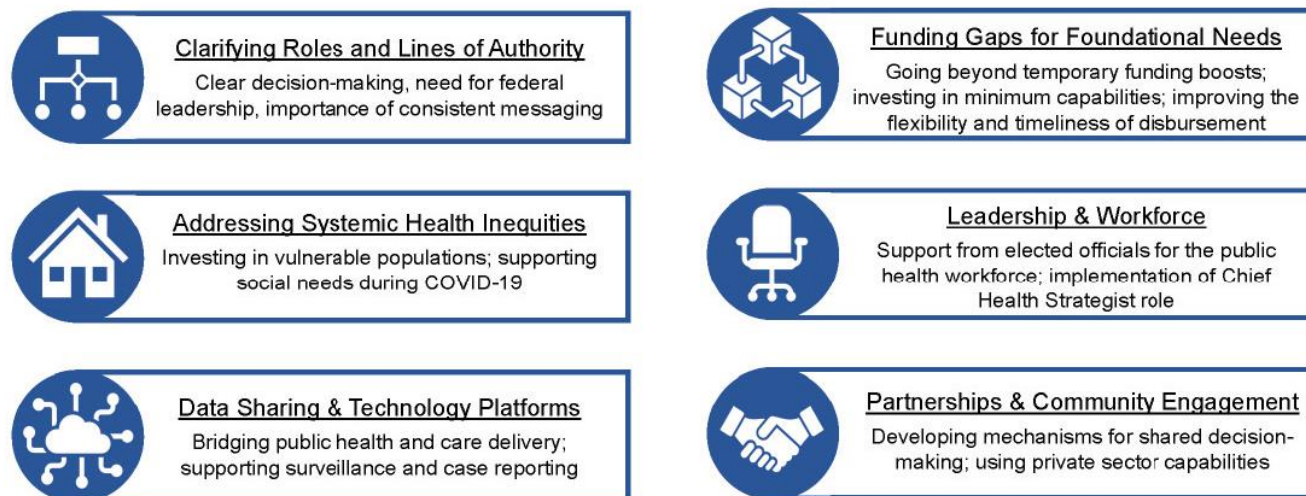 Clarifying Roles and Lines of Authority
Clear decision-making, need for federal
leadership, importance of consistent messaging
Funding Gaps for Foundational Needs
Going beyond temporary funding boosts;
investing in minimum capabilities; improving the
flexibility and timeliness of disbursement
Addressing Systemic Health Inequities
Investing in vulnerable populations; supporting
social needs during COVID-19
Leadership & Workforce
Support from elected officials for the public
health workforce; implementation of Chief
Health Strategist role
Data Sharing & Technology Platforms
Bridging public health and care delivery;
supporting surveillance and case reporting
Partnerships & Community Engagement
Developing mechanisms for shared decision-
making; using private sector capabilities